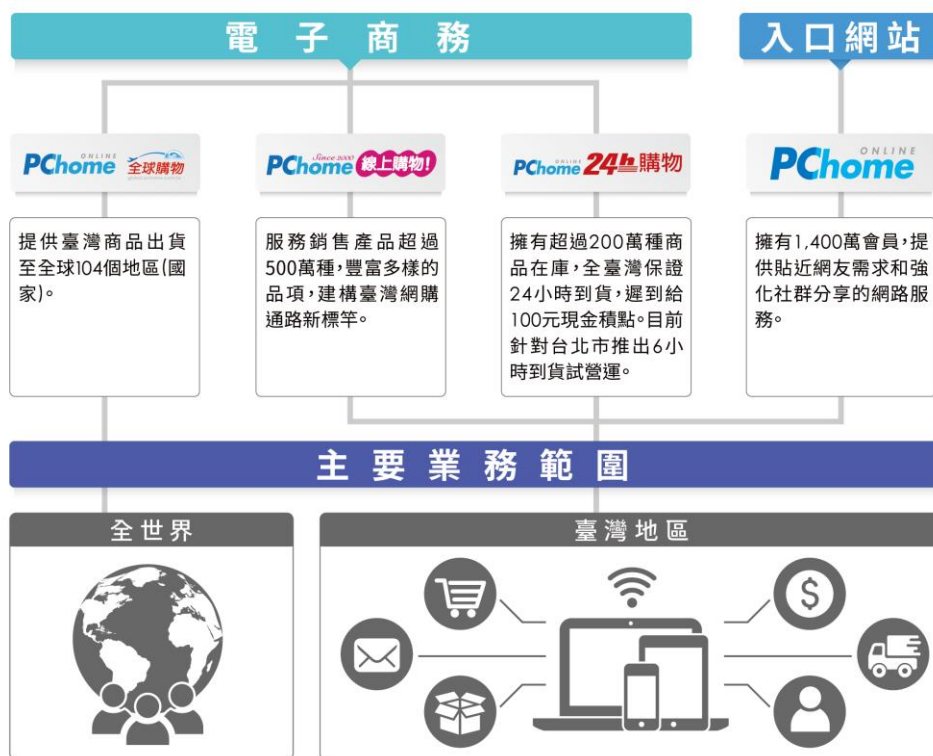 電子商務
入口網站
PChome ONLINE 全球購物
PChome Since 2000 線上購物!
PChome ONLINE 24h 購物
PChome ONLINE
提供臺灣商品出貨
至全球104個地區(國
家)。
服務銷售產品超過
500萬種,豐富多樣的
品項,建構臺灣網購
通路新標竿。
擁有超過200萬種商
品在庫,全臺灣保證
24小時到貨,遲到給
100元現金積點。目前
針對台北市推出6小
時到貨試營運。
擁有1,400萬會員,提
供貼近網友需求和強
化社群分享的網路服
務。
主要業務範圍
全世界
臺灣地區
$